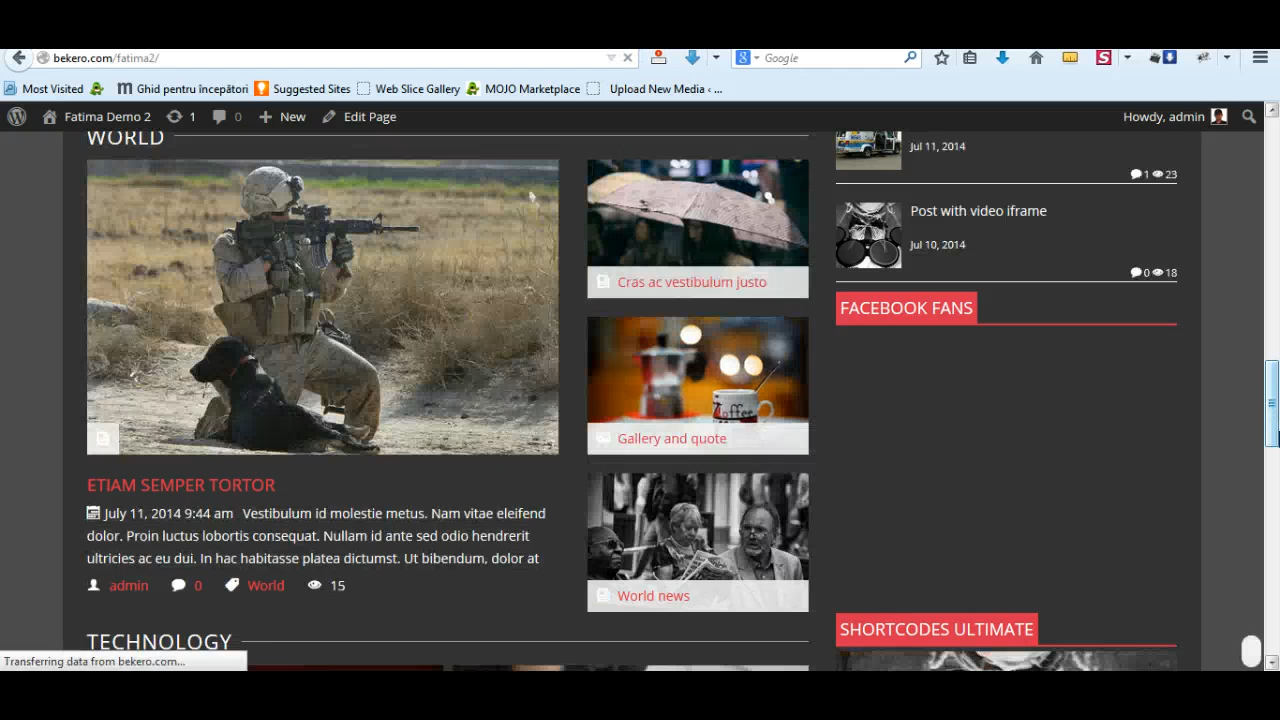 bekero.com/fatima2/
Google
Most Visited
Ghid pentru începători
Suggested Sites
Web Slice Gallery
MOJO Marketplace
Upload New Media ‹ ...
Fatima Demo 2
1
0
New
Edit Page
Howdy, admin
WORLD
Cras ac vestibulum justo
Gallery and quote
World news
ETIAM SEMPER TORTOR
July 11, 2014 9:44 am Vestibulum id molestie metus. Nam vitae eleifend
dolor. Proin luctus lobortis consequat. Nullam id ante sed odio hendrerit
ultricies ac eu dui. In hac habitasse platea dictumst. Ut bibendum, dolor at
admin 0 World 15
TECHNOLOGY
Jul 11, 2014
1 23
Post with video iframe
Jul 10, 2014
0 18
FACEBOOK FANS
SHORTCODES ULTIMATE
Transferring data from bekero.com...